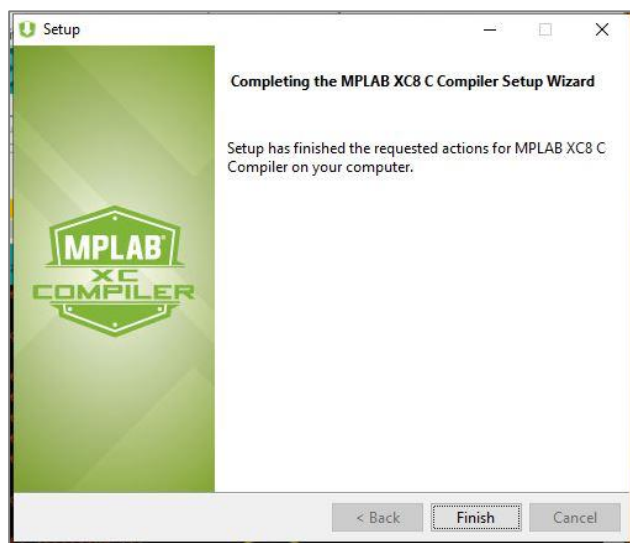 Setup
Completing the MPLAB XC8 C Compiler Setup Wizard
Setup has finished the requested actions for MPLAB XC8 C
Compiler on your computer.
MPLAB®
XC
COMPILER
< Back
Finish
Cancel